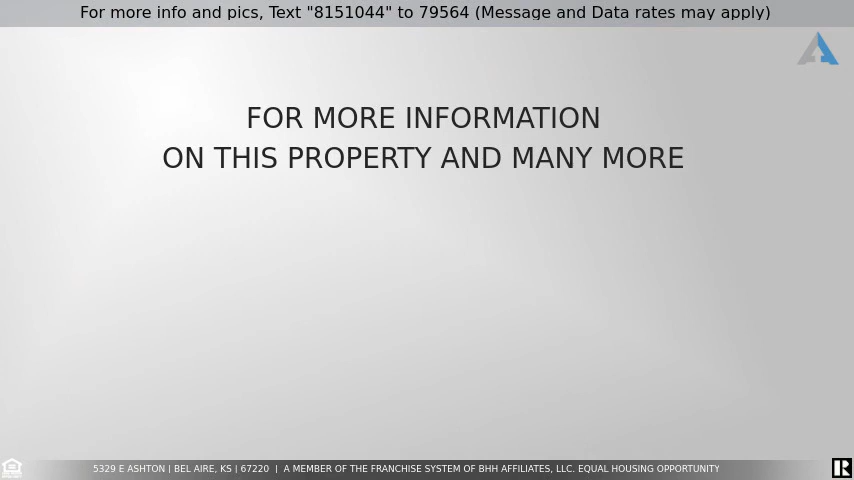 For more info and pics, Text "8151044" to 79564 (Message and Data rates may apply)
FOR MORE INFORMATION
ON THIS PROPERTY AND MANY MORE
5329 E ASHTON | BEL AIRE, KS | 67220 | A MEMBER OF THE FRANCHISE SYSTEM OF BHH AFFILIATES, LLC. EQUAL HOUSING OPPORTUNITY